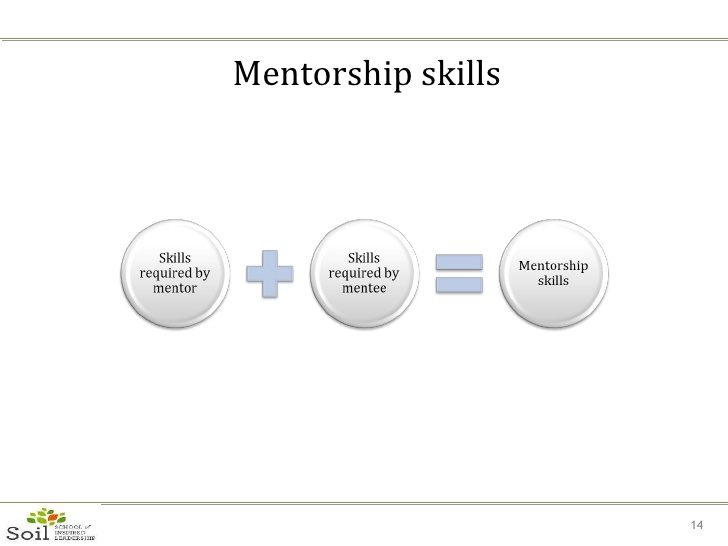 Mentorship skills
Skills
required by
mentor
Skills
required by
mentee
Mentorship
skills
Soil
SCHOOL of
INSPIRED
LEADERSHIP
14